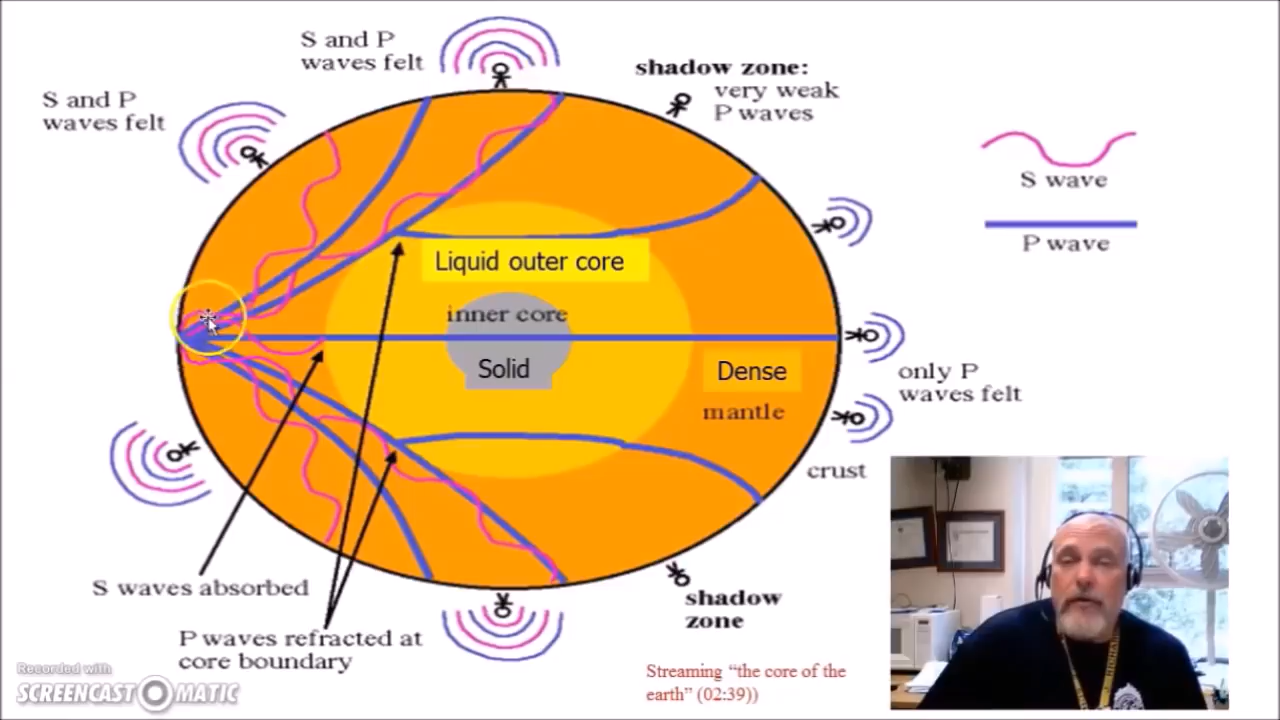 S and P
waves felt
S and P
waves felt
shadow zone:
very weak
P waves
S wave
P wave
Liquid outer core
inner core
Solid
Dense
mantle
only P
waves felt
crust
S waves absorbed
P waves refracted at
core boundary
shadow
zone
Streaming “the core of the
earth” (02:39))
Recorded with
SCREENCAST-O-MATIC